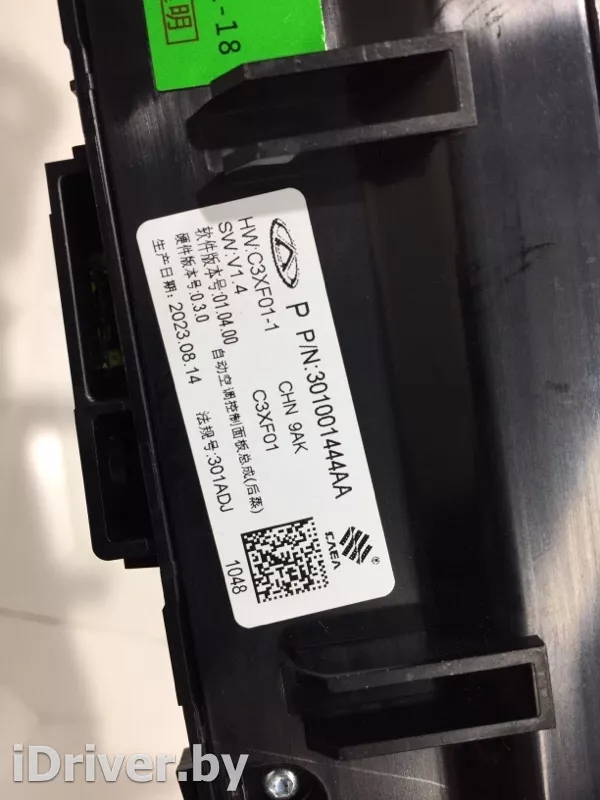 -18
明
P P/N:301001444AA
HW:C3XF01-1 CHN 9AK
SW:V1.4 C3XF01
软件版本号:01.04.00 自动空调控制面板总成(后蒸)
硬件版本号:0.3.0
生产日期: 2023.08.14 法规号:301ADJ 1048
CAEA
®
iDriver.by